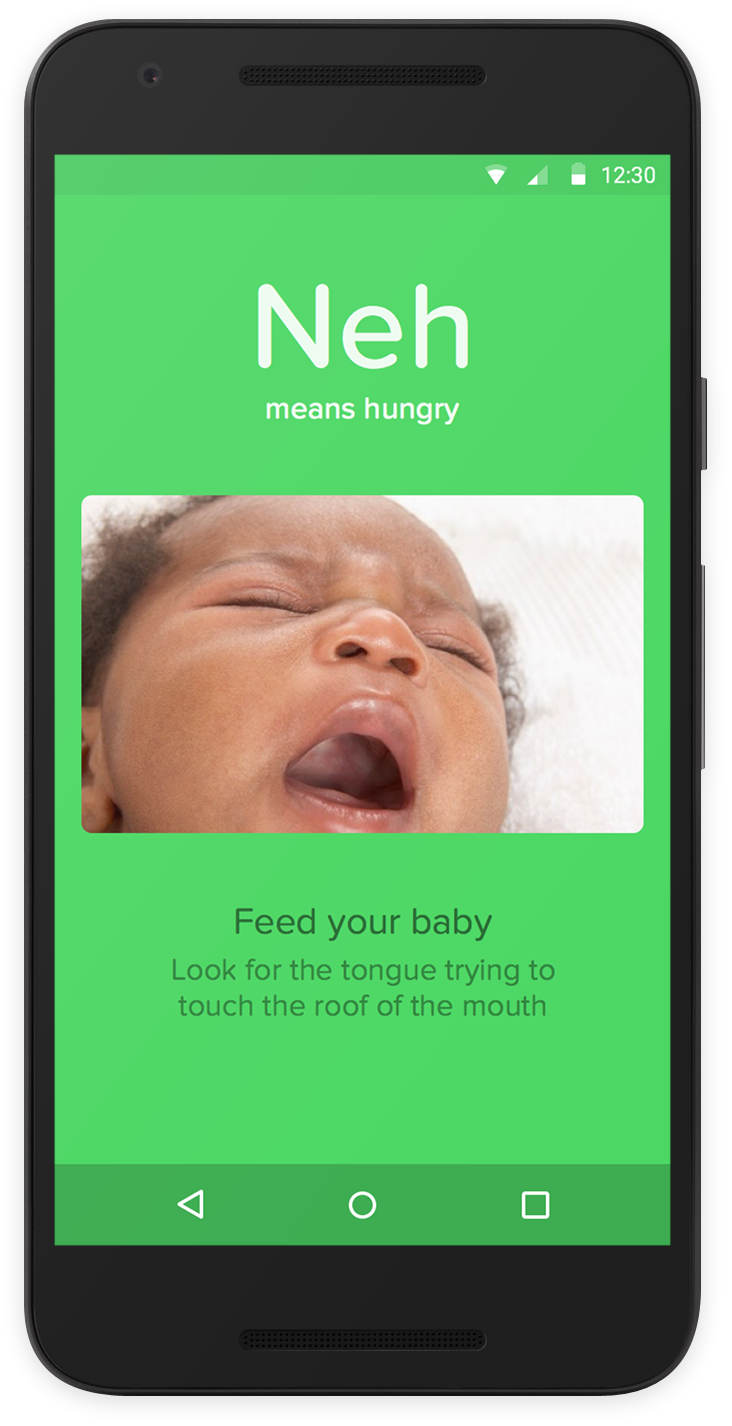 12:30
Neh
means hungry
Feed your baby
Look for the tongue trying to
touch the roof of the mouth